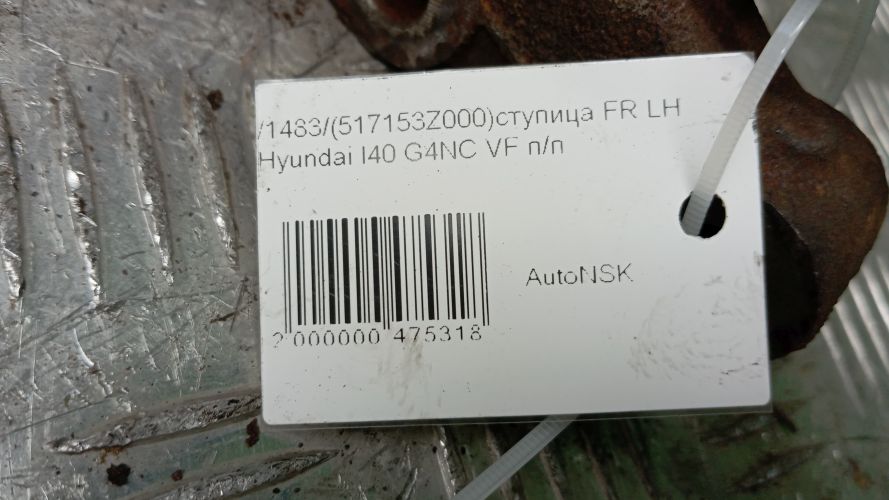 /1483/(517153Z000)ступица FR LH
Hyundai I40 G4NC VF п/п
AutoNSK
2 000000 475318